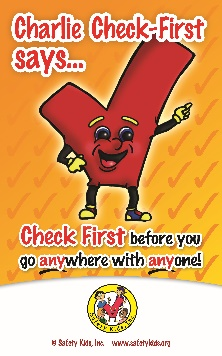 Charlie Check-First
says...
Check First before you
go anywhere with anyone!
© Safety Kids, Inc. www.safetykids.org